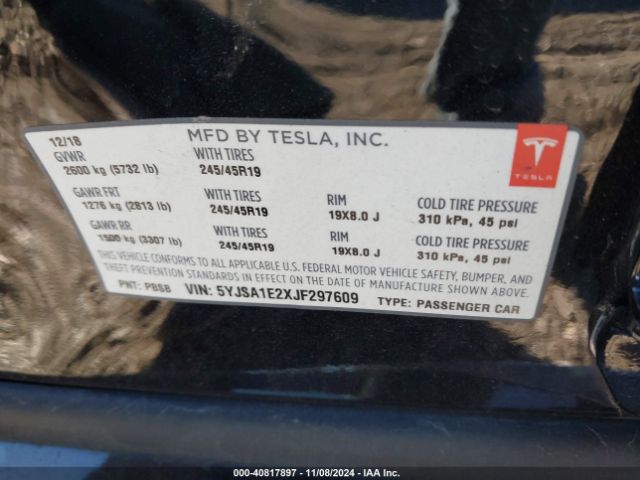 12/18 MFD BY TESLA, INC.
GVWR WITH TIRES
2600 kg (5732 lb) 245/45R19
TESLA
GAWR FRT WITH TIRES RIM COLD TIRE PRESSURE
1276 kg (2813 lb) 245/45R19 19X8.0 J 310 kPa, 45 psi
GAWR RR WITH TIRES RIM COLD TIRE PRESSURE
1500 kg (3307 lb) 245/45R19 19X8.0 J 310 kPa, 45 psi
THIS VEHICLE CONFORMS TO ALL APPLICABLE U.S. FEDERAL MOTOR VEHICLE SAFETY, BUMPER, AND
THEFT PREVENTION STANDARDS IN EFFECT ON THE DATE OF MANUFACTURE SHOWN ABOVE.
PNT: PBSB VIN: 5YJSA1E2XJF297609 TYPE: PASSENGER CAR
VEHICLE: 40817897 - 11/08/2024 - IAA Inc.